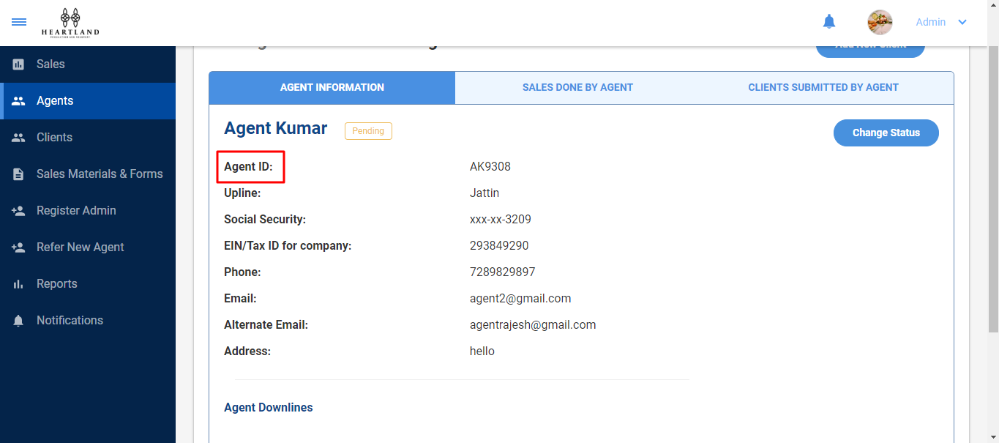 HEARTLAND
Admin
Sales
Agents
Clients
Sales Materials & Forms
Register Admin
Refer New Agent
Reports
Notifications
AGENT INFORMATION
SALES DONE BY AGENT
CLIENTS SUBMITTED BY AGENT
Agent Kumar
Pending
Change Status
Agent ID: AK9308
Upline: Jattin
Social Security: xxx-xx-3209
EIN/Tax ID for company: 293849290
Phone: 7289829897
Email: agent2@gmail.com
Alternate Email: agentrajesh@gmail.com
Address: hello
Agent Downlines